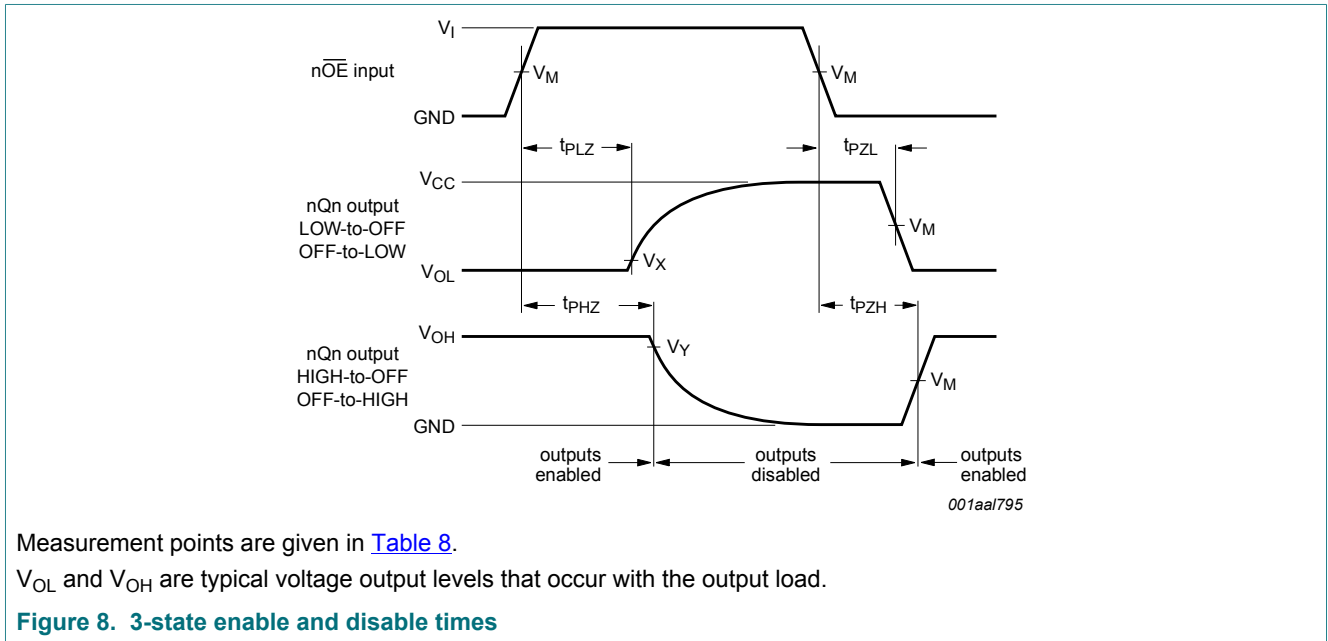 V_I
nO̅E̅ input
V_M
V_M
GND
t_PLZ
t_PZL
V_CC
nQn output
LOW-to-OFF
OFF-to-LOW
V_M
V_X
V_OL
t_PHZ
t_PZH
V_OH
nQn output
HIGH-to-OFF
OFF-to-HIGH
V_Y
V_M
GND
outputs
enabled
outputs
disabled
outputs
enabled
001aal795
Measurement points are given in Table 8.
V_OL and V_OH are typical voltage output levels that occur with the output load.
Figure 8. 3-state enable and disable times